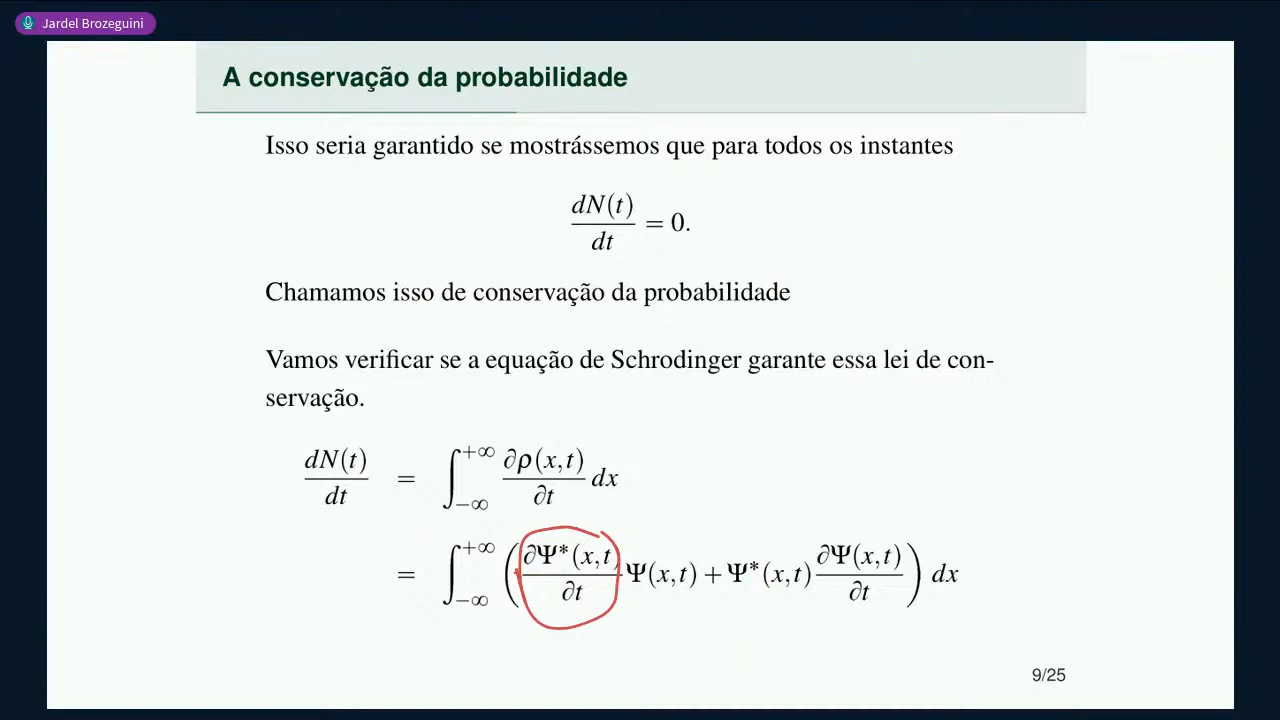 Jardel Brozeguini
A conservação da probabilidade
Isso seria garantido se mostrássemos que para todos os instantes
dN(t)/dt = 0.
Chamamos isso de conservação da probabilidade
Vamos verificar se a equação de Schrodinger garante essa lei de con-
servação.
dN(t)/dt = ∫_{−∞}^{+∞} ∂ρ(x,t)/∂t dx
= ∫_{−∞}^{+∞} (∂Ψ*(x,t)/∂t Ψ(x,t) + Ψ*(x,t) ∂Ψ(x,t)/∂t) dx
9/25